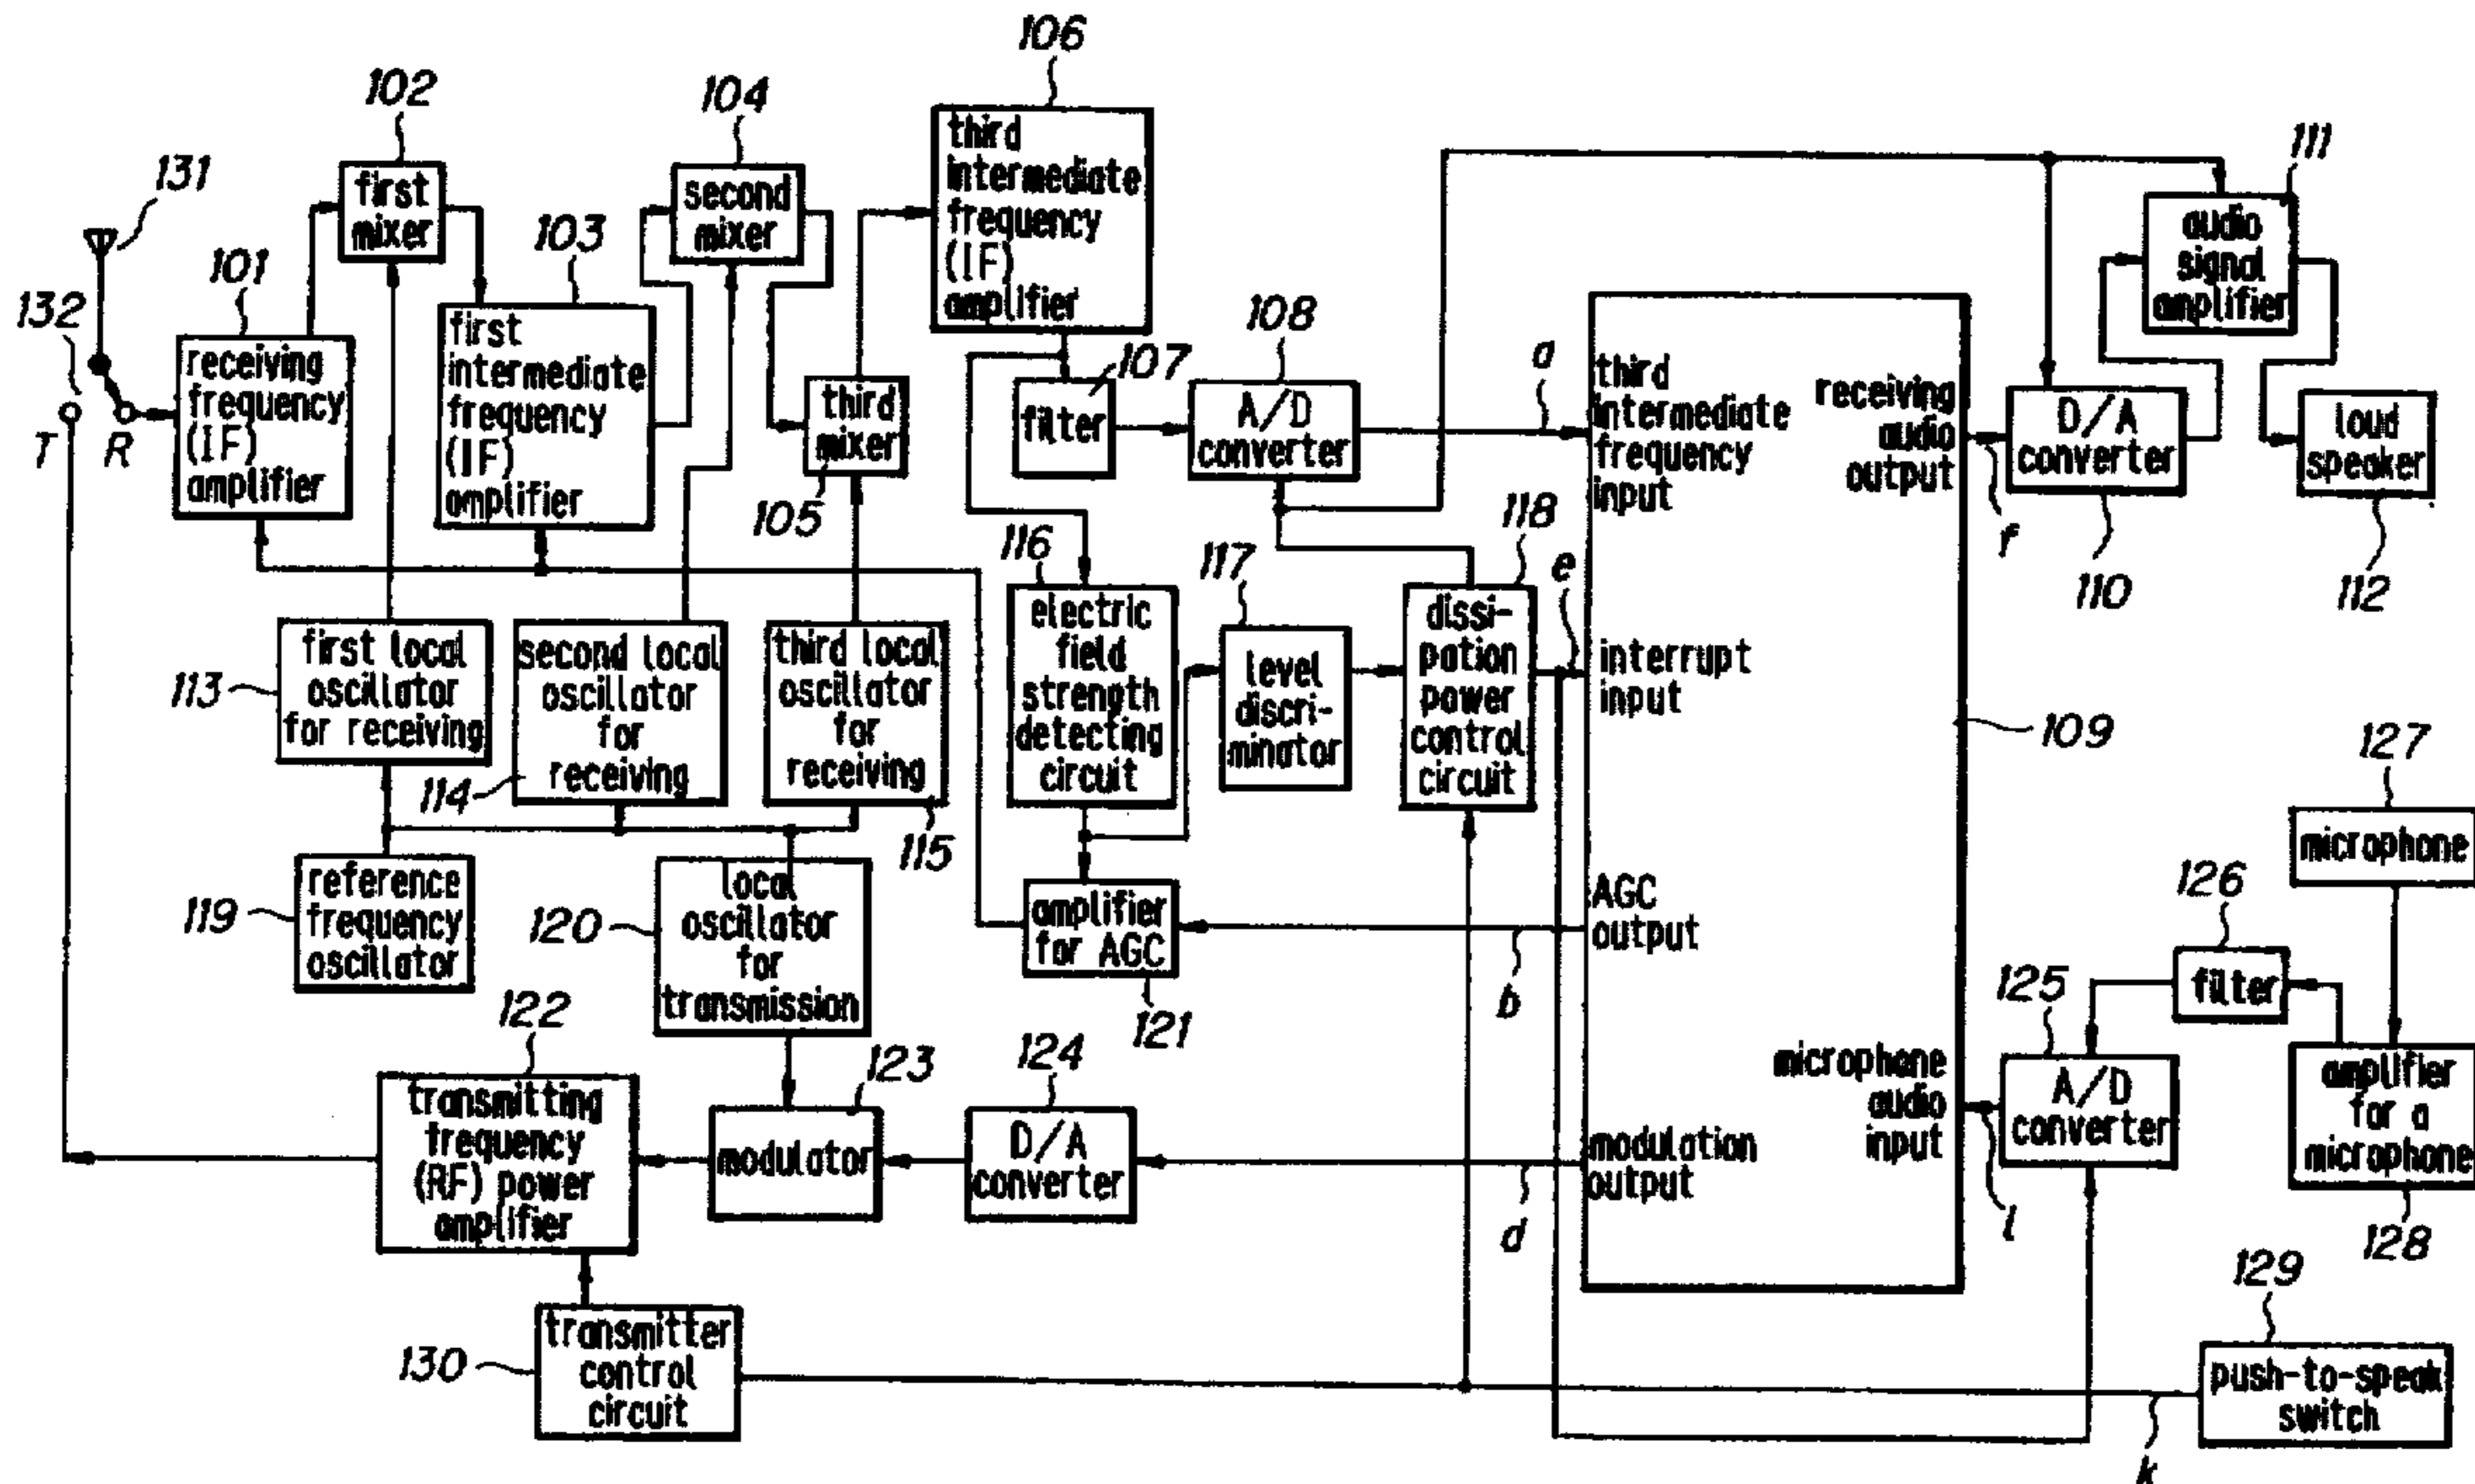 106
102
104
third
intermediate
frequency
(IF)
amplifier
111
131
first
mixer
second
mixer
103
audio
signal
amplifier
101
132
108
107
receiving
frequency
(IF)
amplifier
first
intermediate
frequency
(IF)
amplifier
a
third
intermediate
frequency
input
receiving
audio
output
T
R
third
mixer
filter
A/D
converter
D/A
converter
loud
speaker
105
118
f
116
117
e
110
112
first local
oscillator
for receiving
second local
oscillator
for
receiving
third local
oscillator
for
receiving
electric
field
strength
detecting
circuit
level
discri-
minator
dissi-
pation
power
control
circuit
interrupt
input
113
109
114
127
115
microphone
reference
frequency
oscillator
local
oscillator
for
transmission
amplifier
for AGC
AGC
output
126
119
120
filter
125
122
b
121
124
123
microphone
audio
input
A/D
converter
amplifier
for a
microphone
transmitting
frequency
(RF) power
amplifier
modulator
D/A
converter
modulation
output
l
d
128
129
transmitter
control
circuit
130
push-to-speak
switch
k